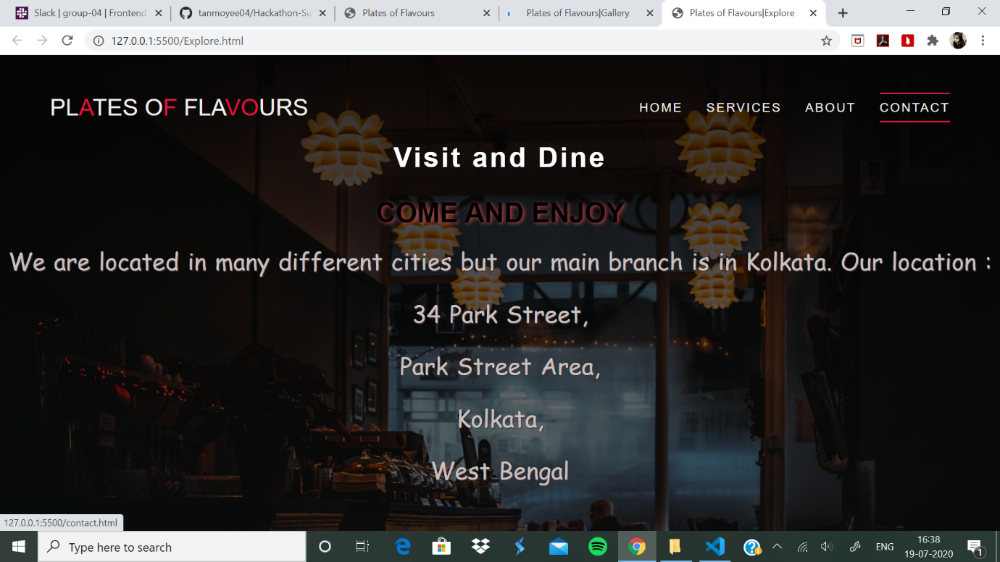 Slack | group-04 | Frontend
tanmoyee04/Hackathon-Su
Plates of Flavours
Plates of Flavours|Gallery
Plates of Flavours|Explore
127.0.0.1:5500/Explore.html
PLATES OF FLAVOURS
HOME SERVICES ABOUT CONTACT
Visit and Dine
COME AND ENJOY
We are located in many different cities but our main branch is in Kolkata. Our location :
34 Park Street,
Park Street Area,
Kolkata,
West Bengal
127.0.0.1:5500/contact.html
Type here to search
ENG
16:38
19-07-2020
1